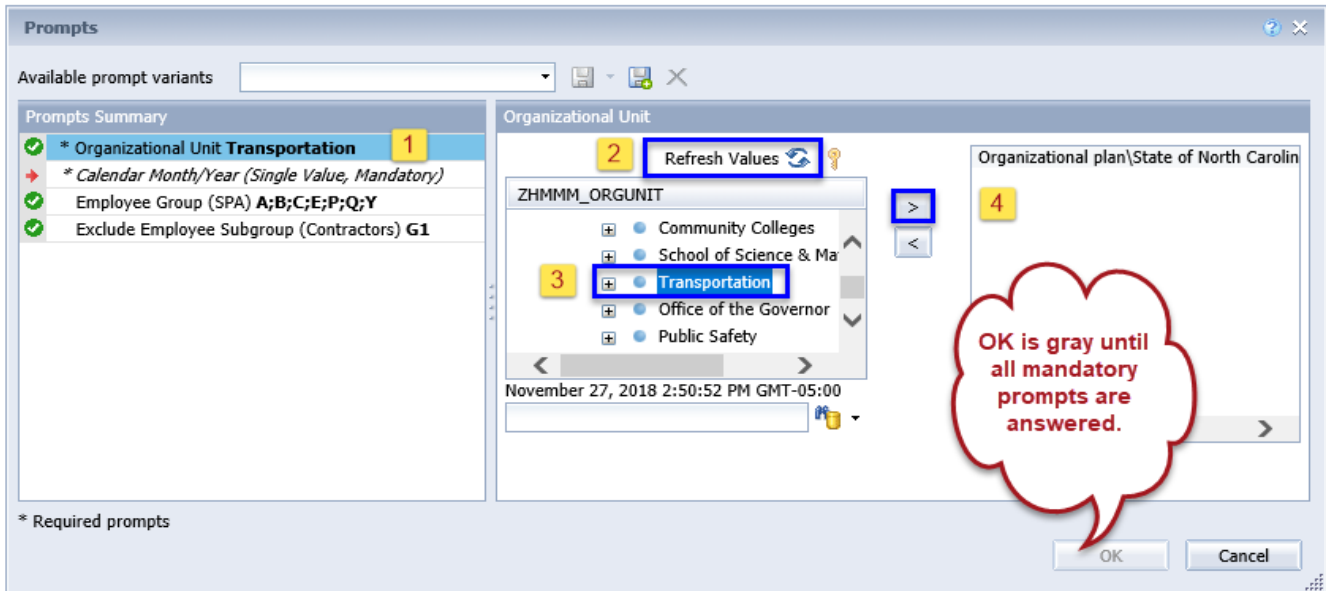 Prompts
Available prompt variants
Prompts Summary
* Organizational Unit Transportation
1
* Calendar Month/Year (Single Value, Mandatory)
Employee Group (SPA) A;B;C;E;P;Q;Y
Exclude Employee Subgroup (Contractors) G1
Organizational Unit
2
Refresh Values
ZHMMM_ORGUNIT
Community Colleges
School of Science & Ma
3
Transportation
Office of the Governor
Public Safety
November 27, 2018 2:50:52 PM GMT-05:00
>
<
Organizational plan\State of North Carolin
4
OK is gray until
all mandatory
prompts are
answered.
* Required prompts
OK
Cancel